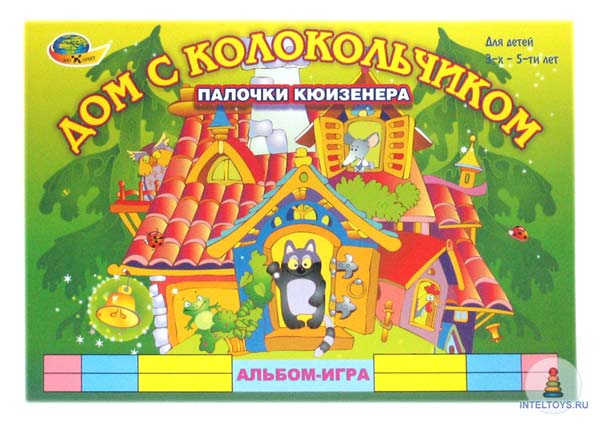 Для детей
3-х - 5-ти лет
ДОМ С КОЛОКОЛЬЧИКОМ
ПАЛОЧКИ КЮИЗЕНЕРА
АЛЬБОМ-ИГРА
INTELTOYS.RU